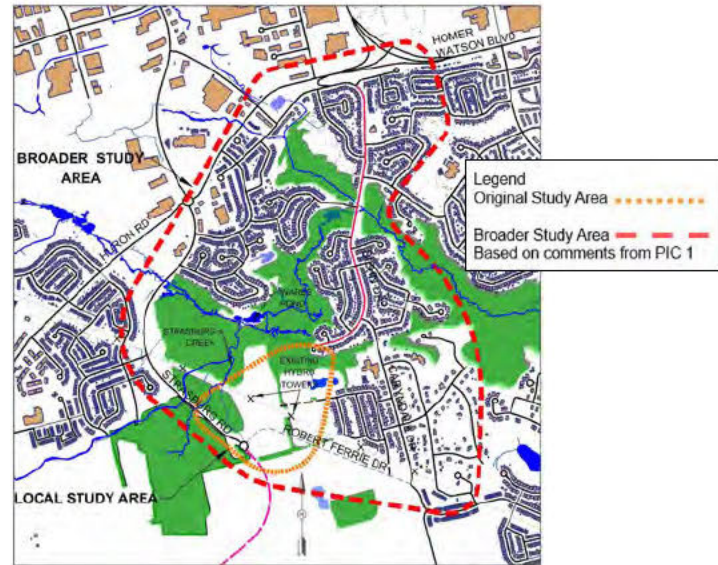 HOMER
WATSON BLVD
BROADER STUDY
AREA
HURON RD
STRASBURG
CREEK
POND
EXISTING
HYDRO
TOWER
STRASBURG RD
ROBERT FERRIE DR
LOCAL STUDY AREA
Legend
Original Study Area
Broader Study Area
Based on comments from PIC 1